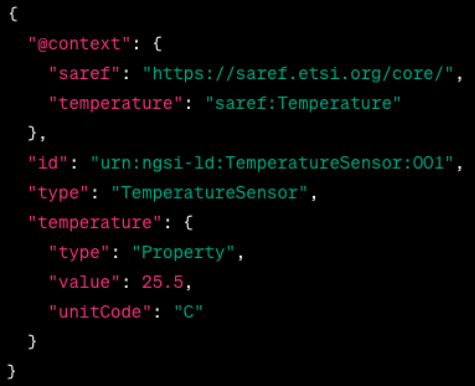 {
  "@context": {
    "saref": "https://saref.etsi.org/core/",
    "temperature": "saref:Temperature"
  },
  "id": "urn:ngsi-ld:TemperatureSensor:001",
  "type": "TemperatureSensor",
  "temperature": {
    "type": "Property",
    "value": 25.5,
    "unitCode": "C"
  }
}